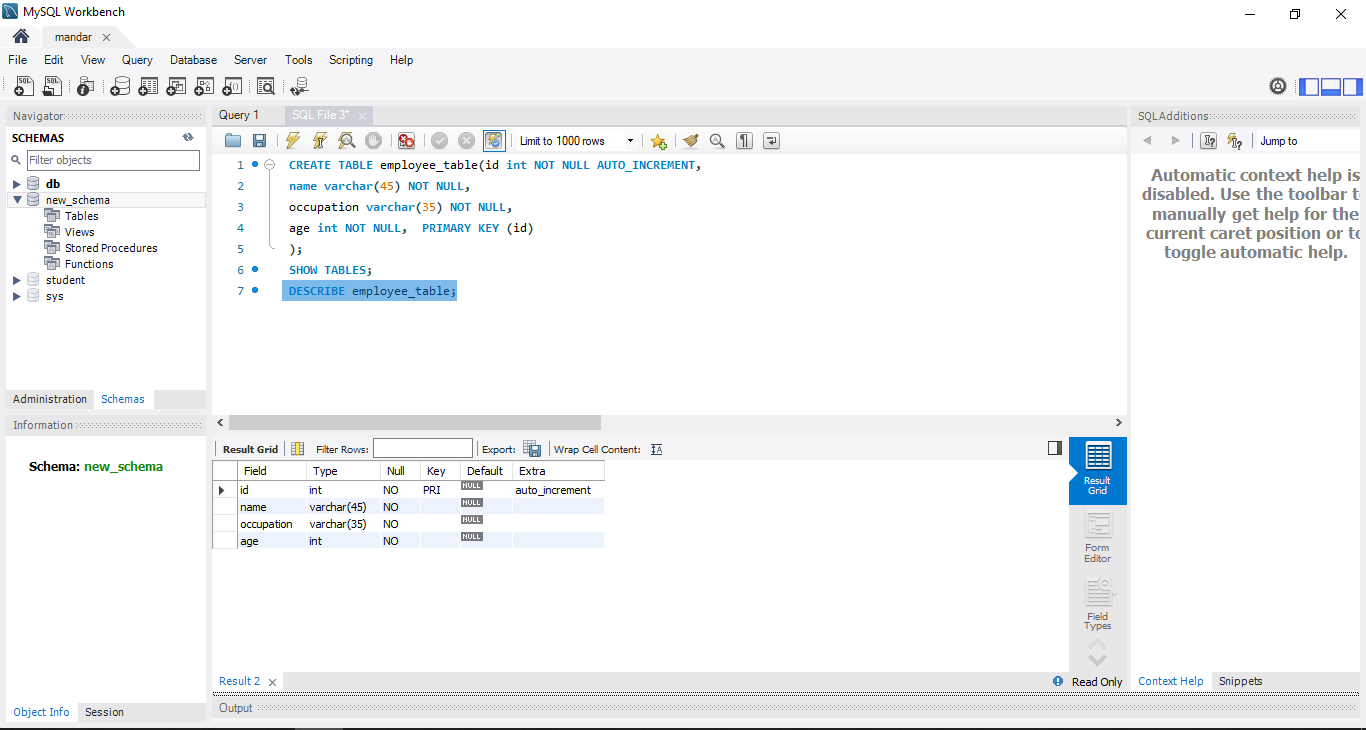 MySQL Workbench
mandar
File Edit View Query Database Server Tools Scripting Help
Navigator
SCHEMAS
Filter objects
db
new_schema
Tables
Views
Stored Procedures
Functions
student
sys
Administration Schemas
Information
Schema: new_schema
Object Info Session
Query 1 SQL File 3*
Limit to 1000 rows
1 CREATE TABLE employee_table(id int NOT NULL AUTO_INCREMENT,
2 name varchar(45) NOT NULL,
3 occupation varchar(35) NOT NULL,
4 age int NOT NULL, PRIMARY KEY (id)
5 );
6 SHOW TABLES;
7 DESCRIBE employee_table;
Result Grid Filter Rows: Export: Wrap Cell Content:
Field Type Null Key Default Extra
id int NO PRI NULL auto_increment
name varchar(45) NO NULL
occupation varchar(35) NO NULL
age int NO NULL
Result
Grid
Form
Editor
Field
Types
Result 2 Read Only
Output
SQLAdditions
Jump to
Automatic context help is
disabled. Use the toolbar t
manually get help for the
current caret position or to
toggle automatic help.
Context Help Snippets